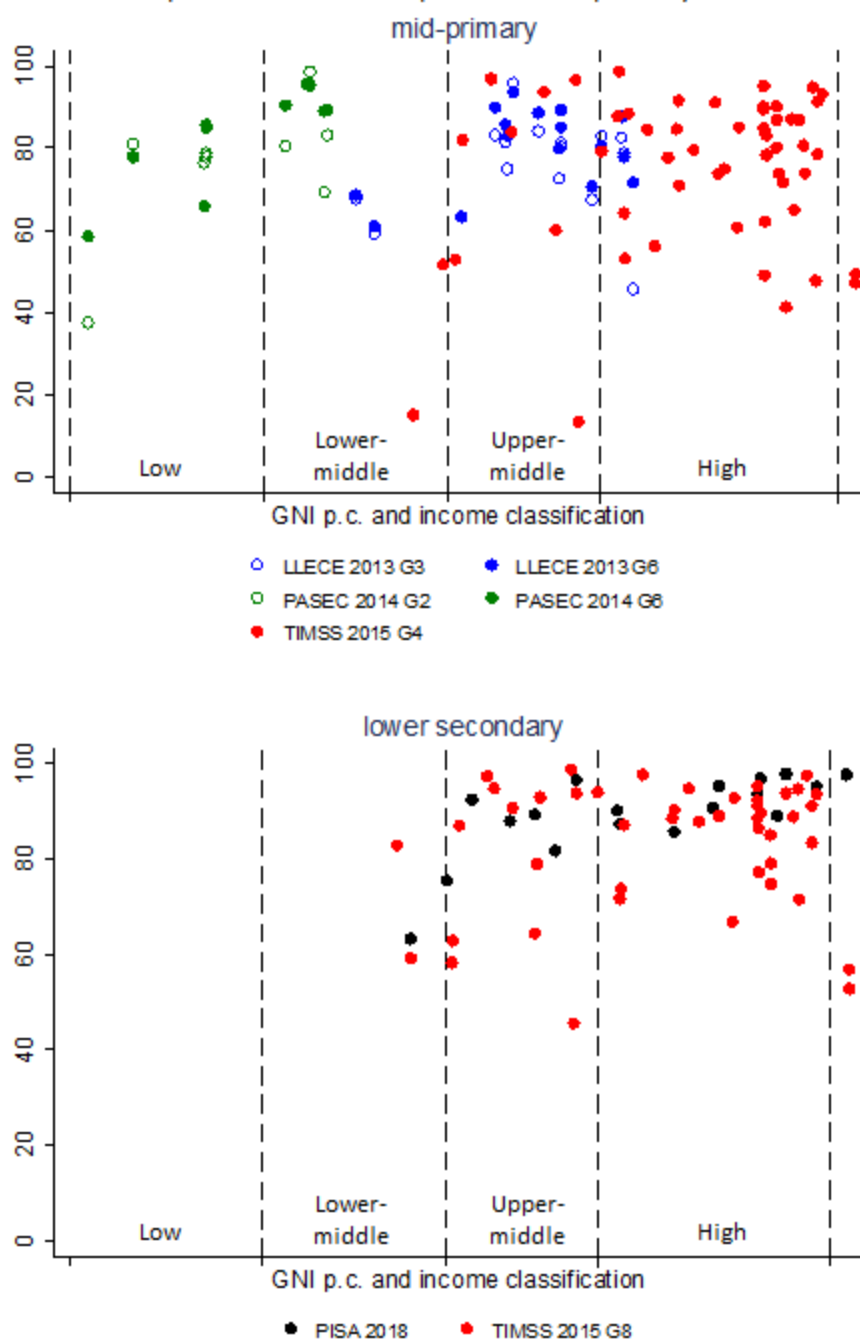 mid-primary
100
80
60
40
20
0
Low
Lower-
middle
Upper-
middle
High
GNI p.c. and income classification
LLECE 2013 G3
LLECE 2013 G6
PASEC 2014 G2
PASEC 2014 G6
TIMSS 2015 G4
lower secondary
100
80
60
40
20
0
Low
Lower-
middle
Upper-
middle
High
GNI p.c. and income classification
PISA 2018
TIMSS 2015 G8